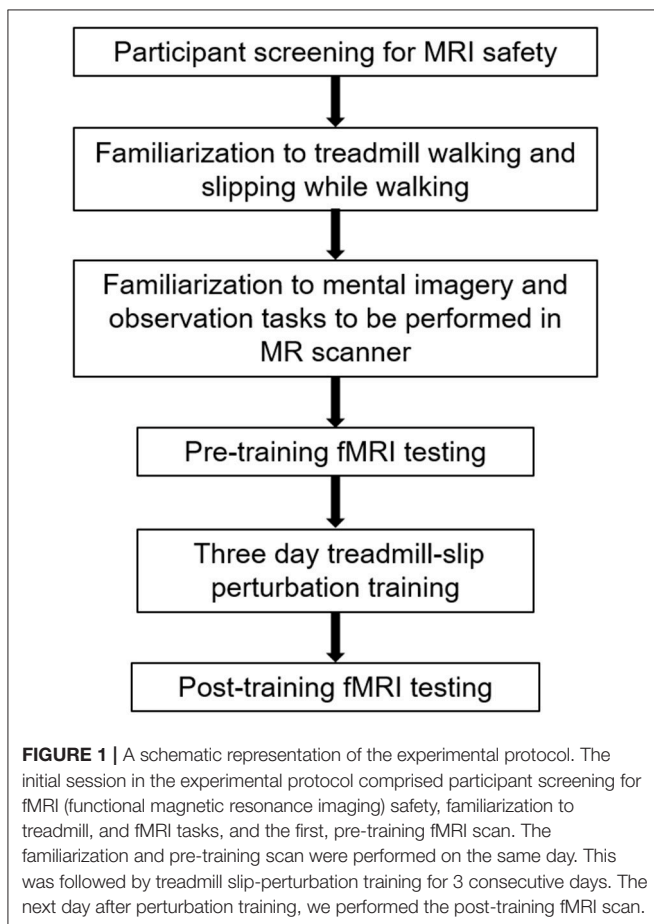 Participant screening for MRI safety
Familiarization to treadmill walking and
slipping while walking
Familiarization to mental imagery and
observation tasks to be performed in
MR scanner
Pre-training fMRI testing
Three day treadmill-slip
perturbation training
Post-training fMRI testing
FIGURE 1 | A schematic representation of the experimental protocol. The
initial session in the experimental protocol comprised participant screening for
fMRI (functional magnetic resonance imaging) safety, familiarization to
treadmill, and fMRI tasks, and the first, pre-training fMRI scan. The
familiarization and pre-training scan were performed on the same day. This
was followed by treadmill slip-perturbation training for 3 consecutive days. The
next day after perturbation training, we performed the post-training fMRI scan.